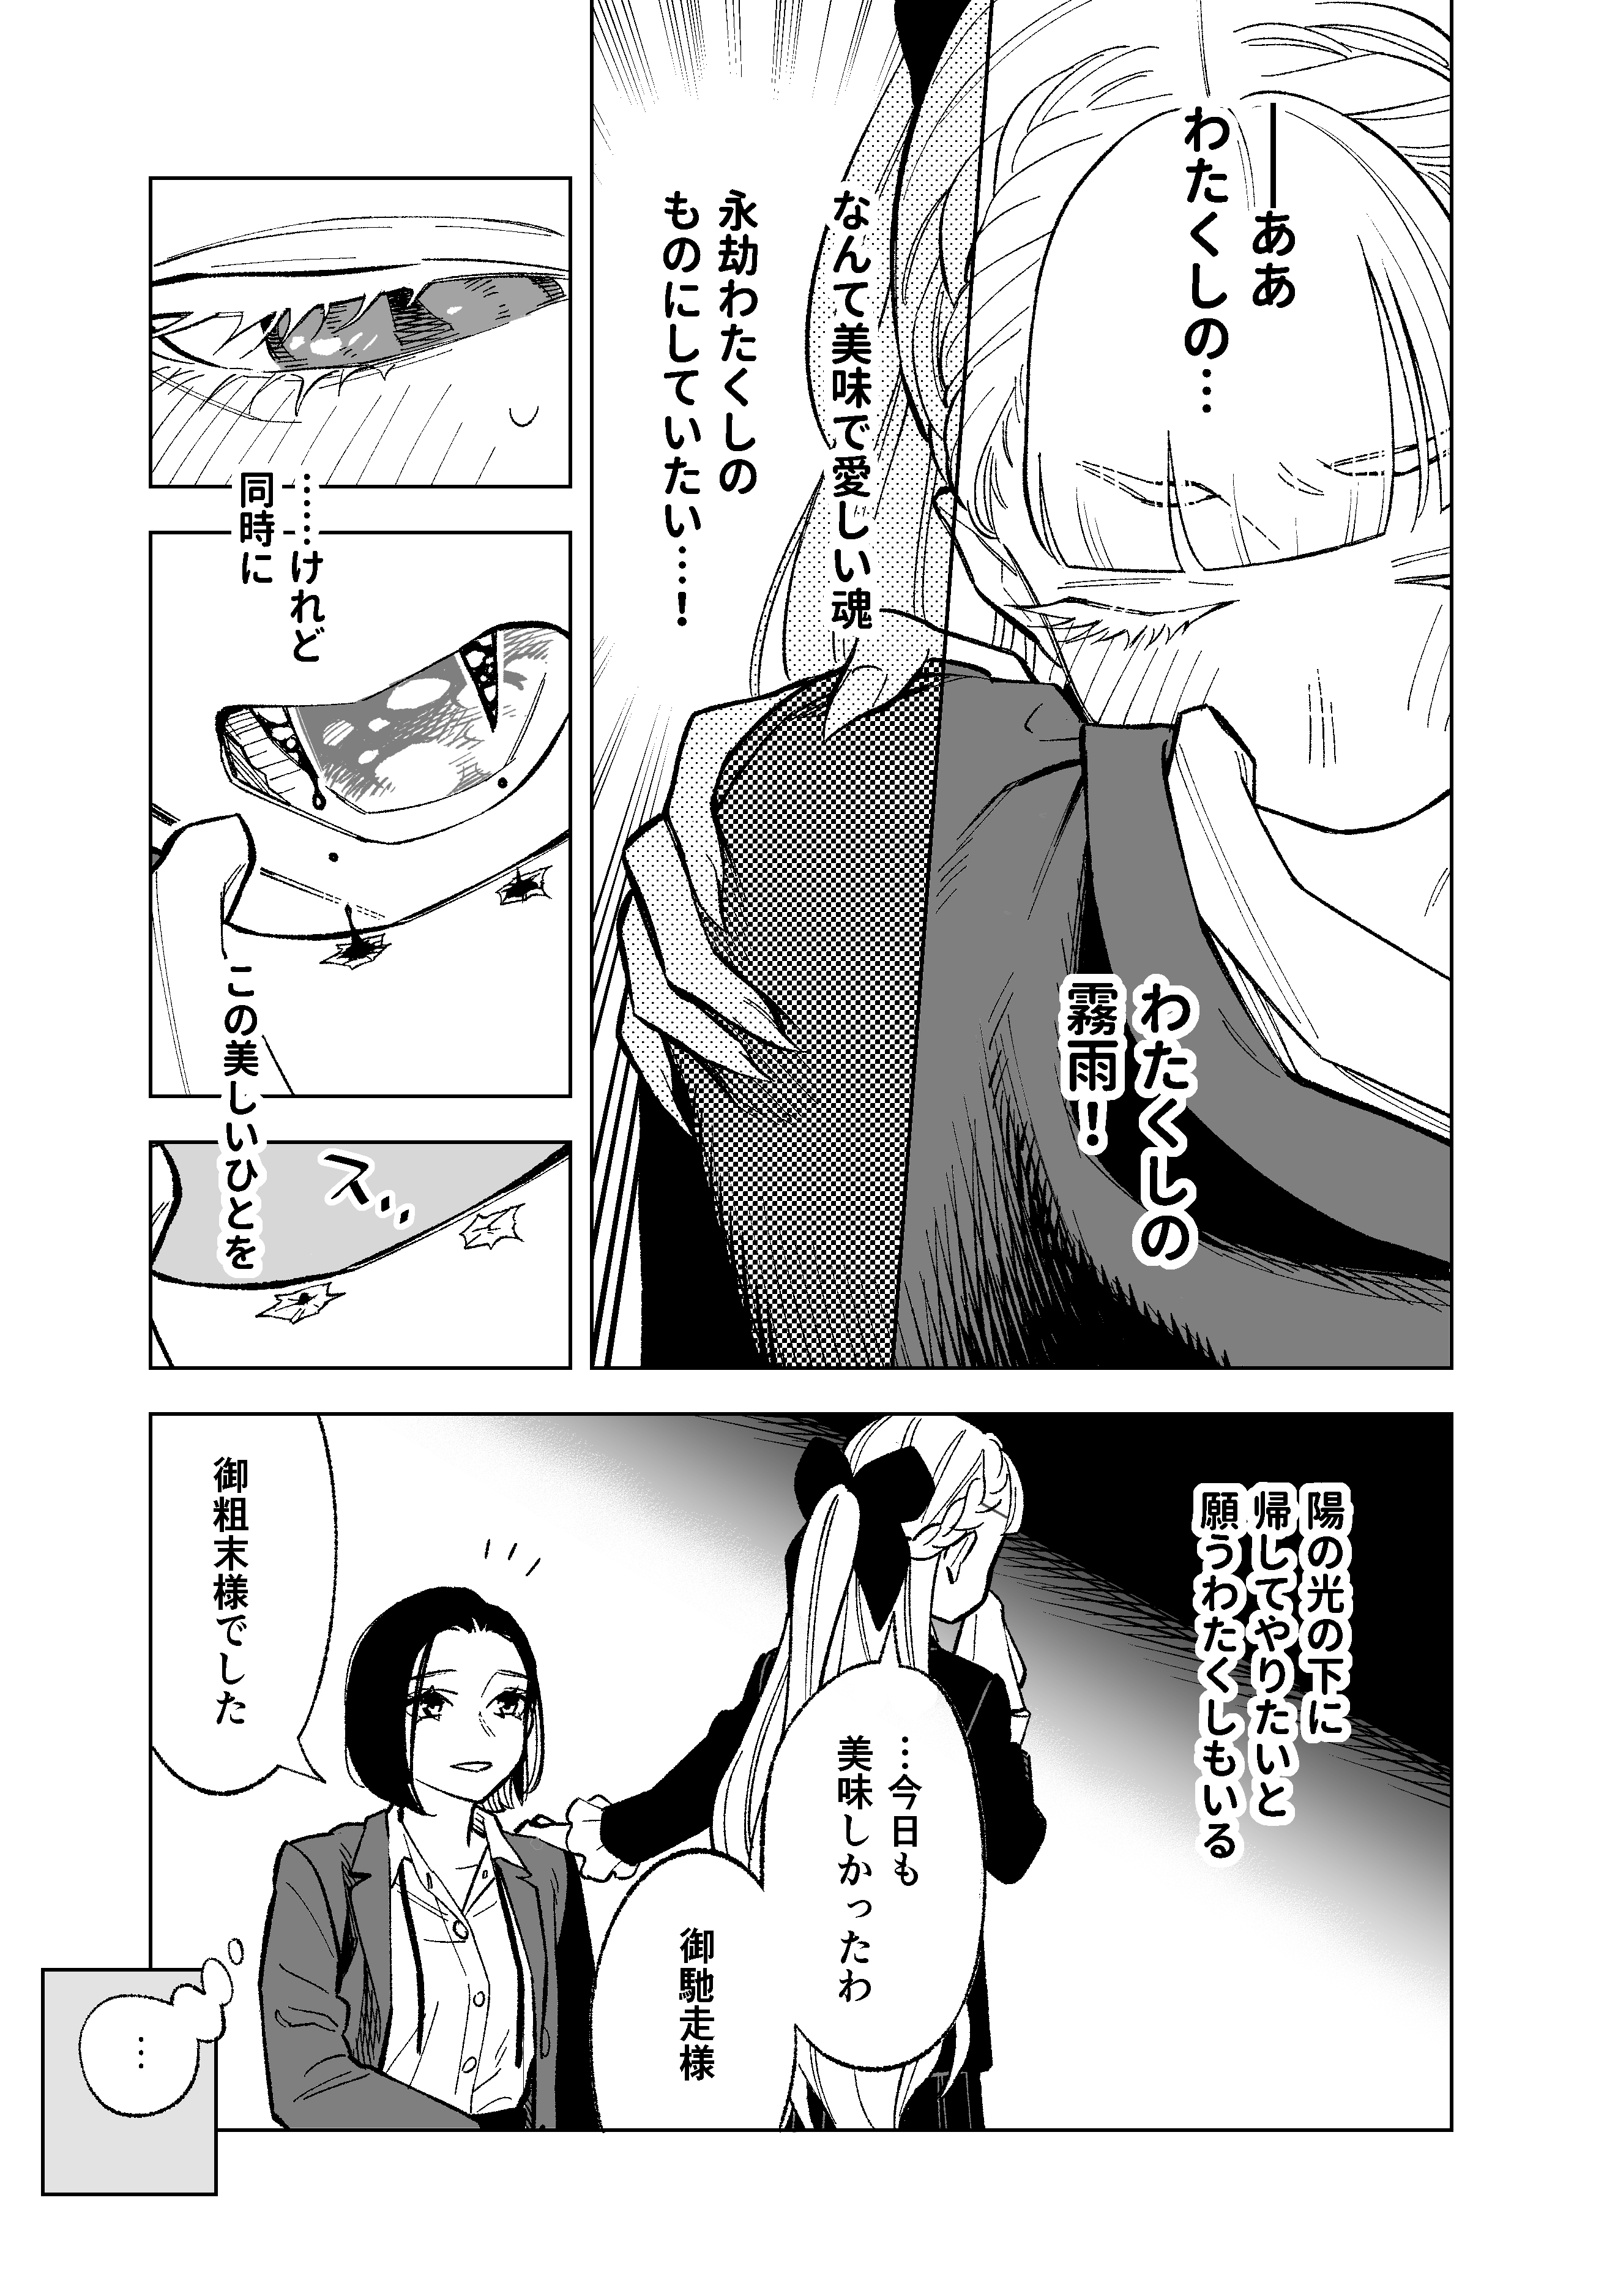 ――ああ
わたくしの…
なんて美味で愛しい魂
永劫わたくしの
ものにしていたい…！
わたくしの
霧雨！
……けれど
同時に
この美しいひとを
ス…
陽の光の下に
帰してやりたいと
願うわたくしもいる
…今日も
美味しかったわ
御馳走様
御粗末様でした
…